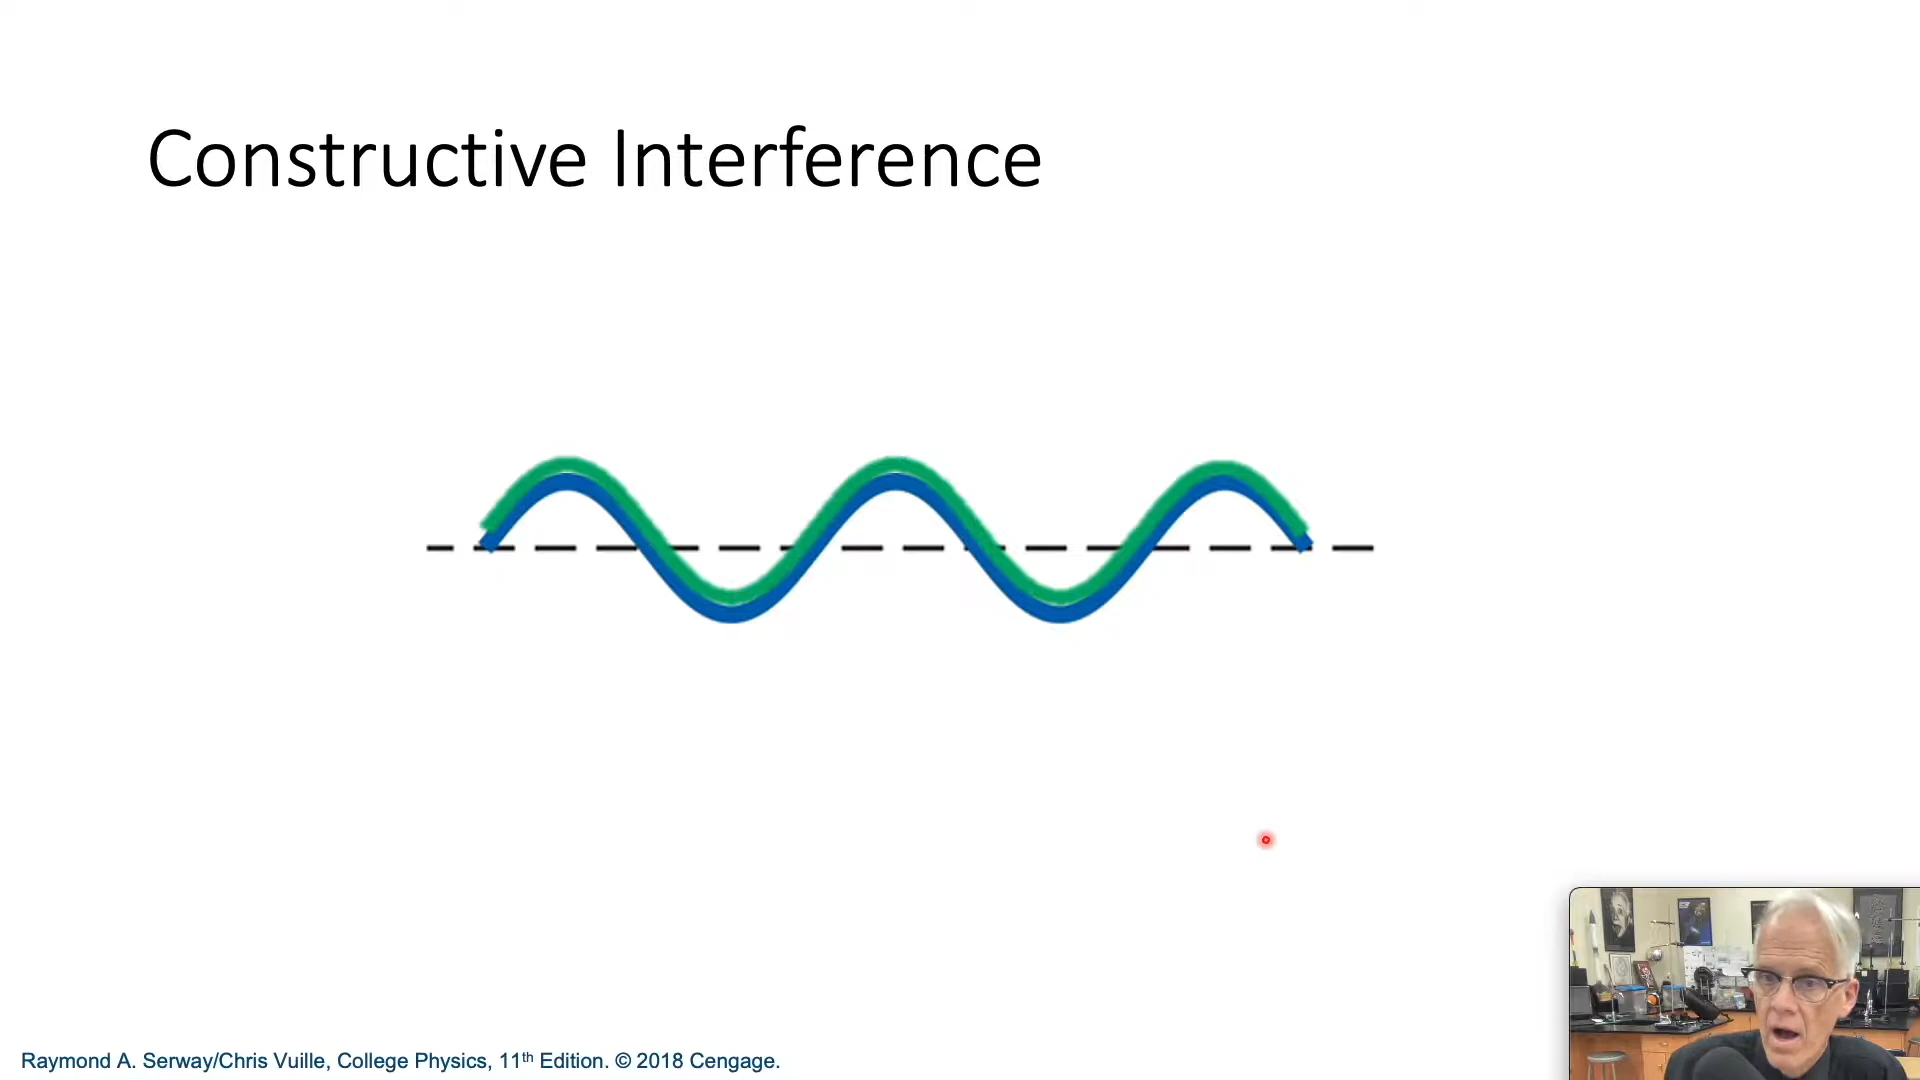 Constructive Interference
Raymond A. Serway/Chris Vuille, College Physics, 11th Edition. © 2018 Cengage.